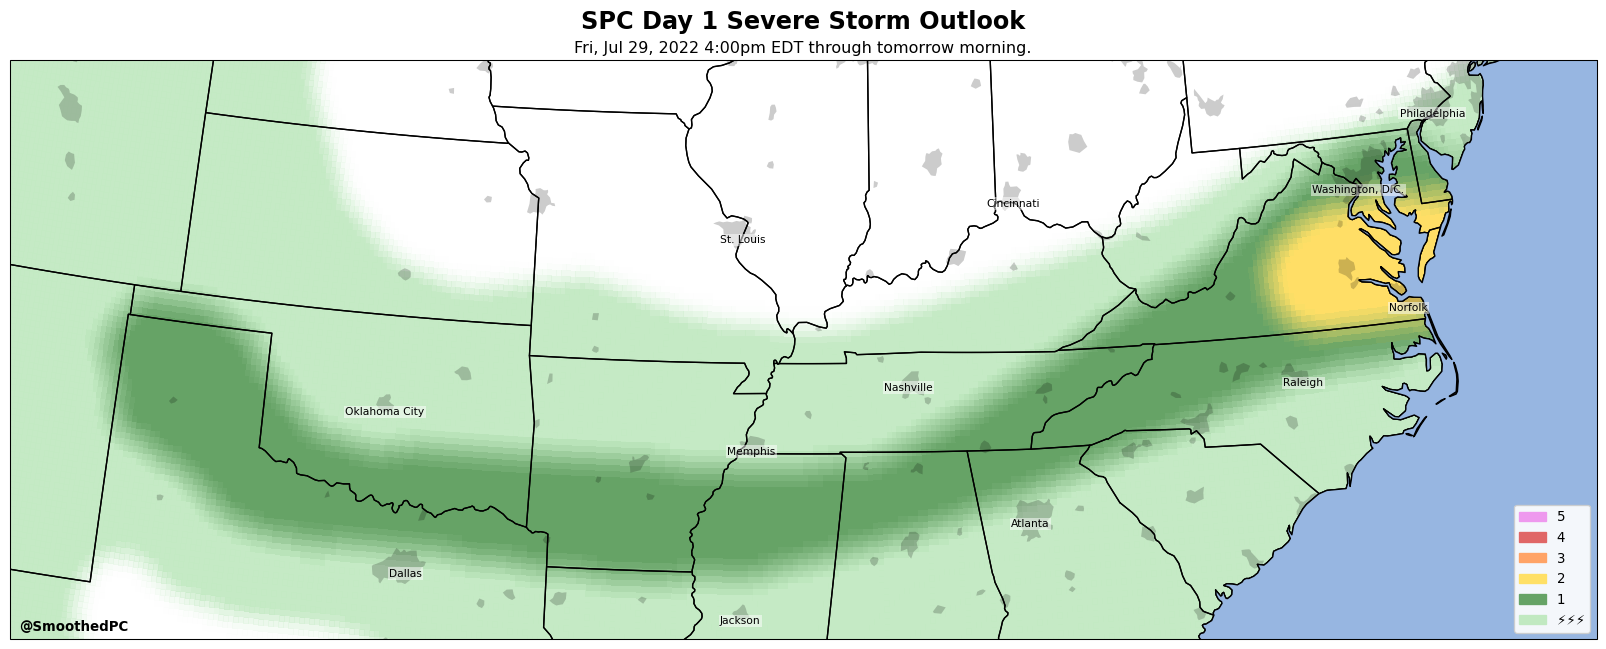 SPC Day 1 Severe Storm Outlook
Fri, Jul 29, 2022 4:00pm EDT through tomorrow morning.
Philadelphia
Washington, D.C.
Cincinnati
St. Louis
Norfolk
Raleigh
Nashville
Oklahoma City
Memphis
Atlanta
Dallas
Jackson
5
4
3
2
1
⚡⚡⚡
@SmoothedPC